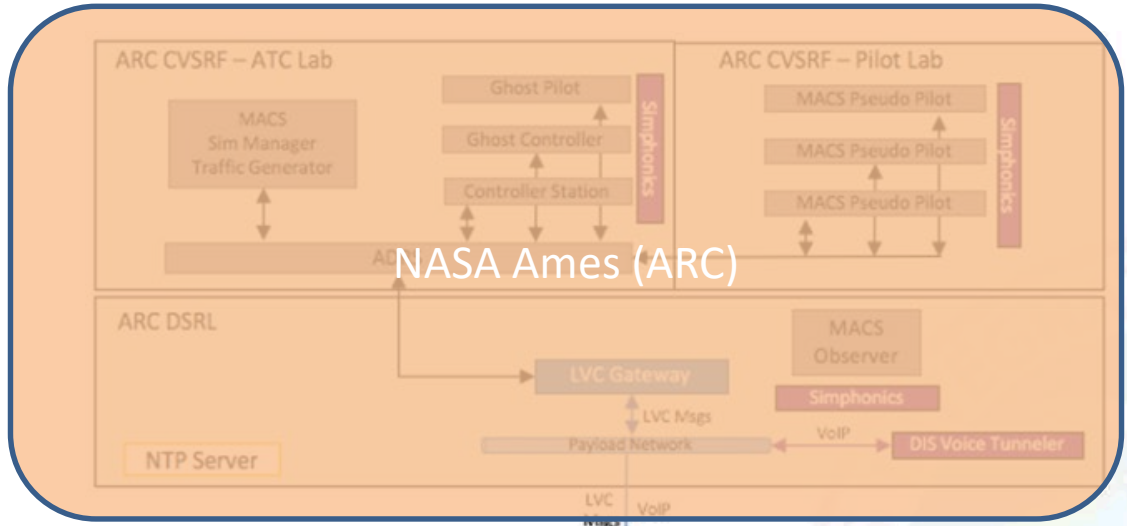 ARC CVSRF – ATC Lab
MACS
Sim Manager
Traffic Generator
Ghost Pilot
Ghost Controller
Controller Station
Simphonics
ARC CVSRF – Pilot Lab
MACS Pseudo Pilot
MACS Pseudo Pilot
MACS Pseudo Pilot
Simphonics
NASA Ames (ARC)
ARC DSRL
MACS
Observer
LVC Gateway
Simphonics
LVC Msgs
Payload Network
VoIP
DIS Voice Tunneler
NTP Server
LVC
VoIP